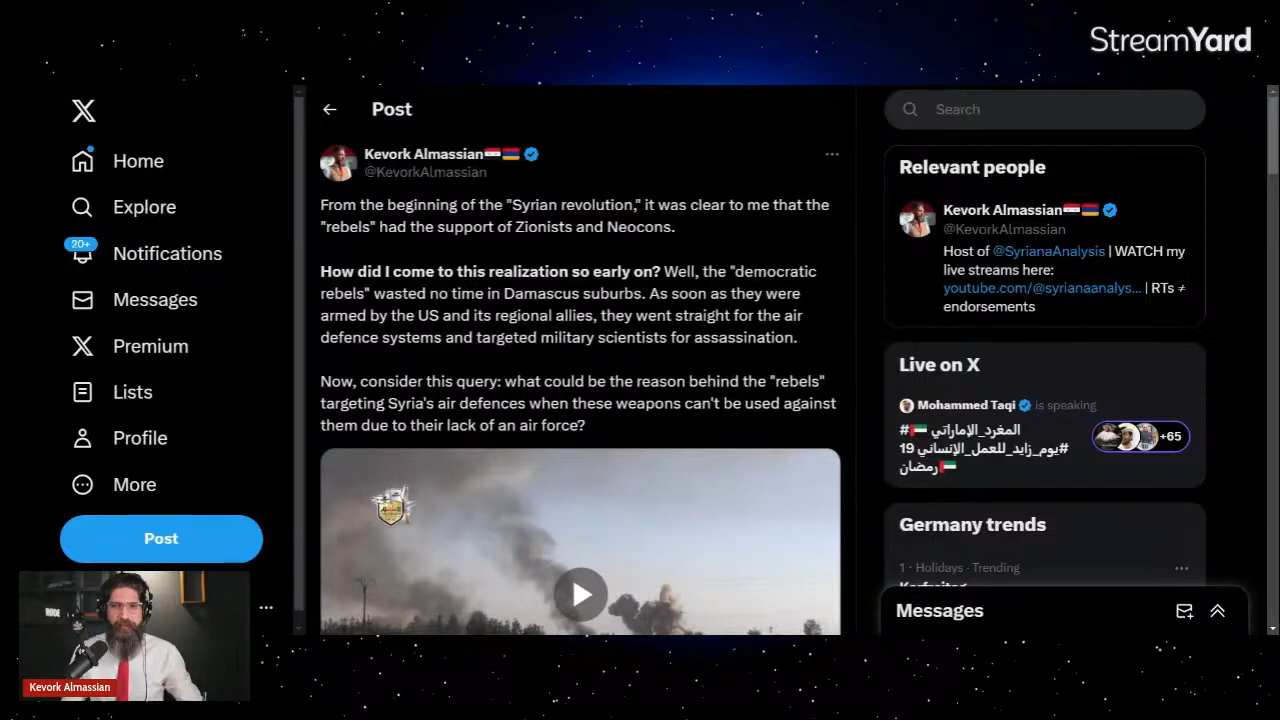 StreamYard
Post
Search
Home
Explore
20+
Notifications
Messages
Premium
Lists
Profile
More
Post
Kevork Almassian
@KevorkAlmassian
From the beginning of the "Syrian revolution," it was clear to me that the
"rebels" had the support of Zionists and Neocons.
How did I come to this realization so early on? Well, the "democratic
rebels" wasted no time in Damascus suburbs. As soon as they were
armed by the US and its regional allies, they went straight for the air
defence systems and targeted military scientists for assassination.
Now, consider this query: what could be the reason behind the "rebels"
targeting Syria's air defences when these weapons can't be used against
them due to their lack of an air force?
Relevant people
Kevork Almassian
@KevorkAlmassian
Host of @SyrianaAnalysis | WATCH my
live streams here:
youtube.com/@syrianaanalys... | RTs ≠
endorsements
Live on X
Mohammed Taqi is speaking
#المغرد_الإماراتي
#يوم_زايد_للعمل_الإنساني 19
رمضان
+65
Germany trends
1 · Holidays · Trending
Karfreitag
Messages
RODE
Kevork Almassian